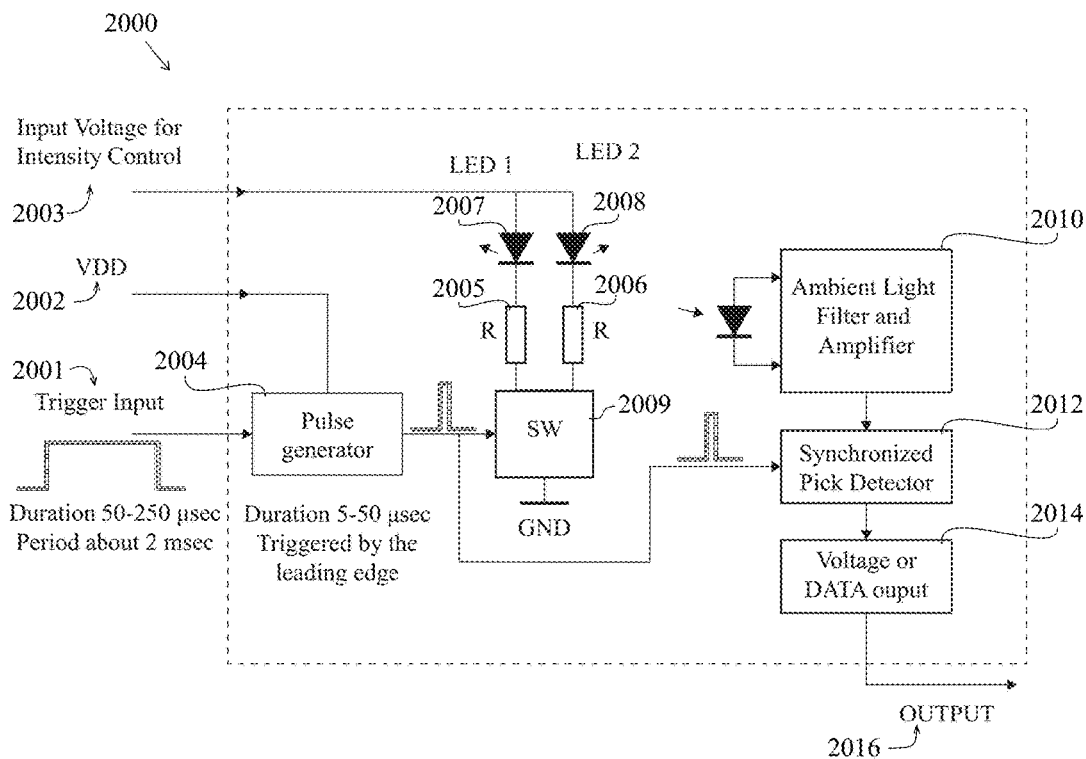 2000
Input Voltage for
Intensity Control
2003
VDD
2002
2001
Trigger Input
Duration 50-250 µsec
Period about 2 msec
2004
Pulse
generator
Duration 5-50 µsec
Triggered by the
leading edge
LED 1
LED 2
2007
2008
2005
2006
R
R
SW
2009
GND
2010
Ambient Light
Filter and
Amplifier
2012
Synchronized
Pick Detector
2014
Voltage or
DATA ouput
OUTPUT
2016